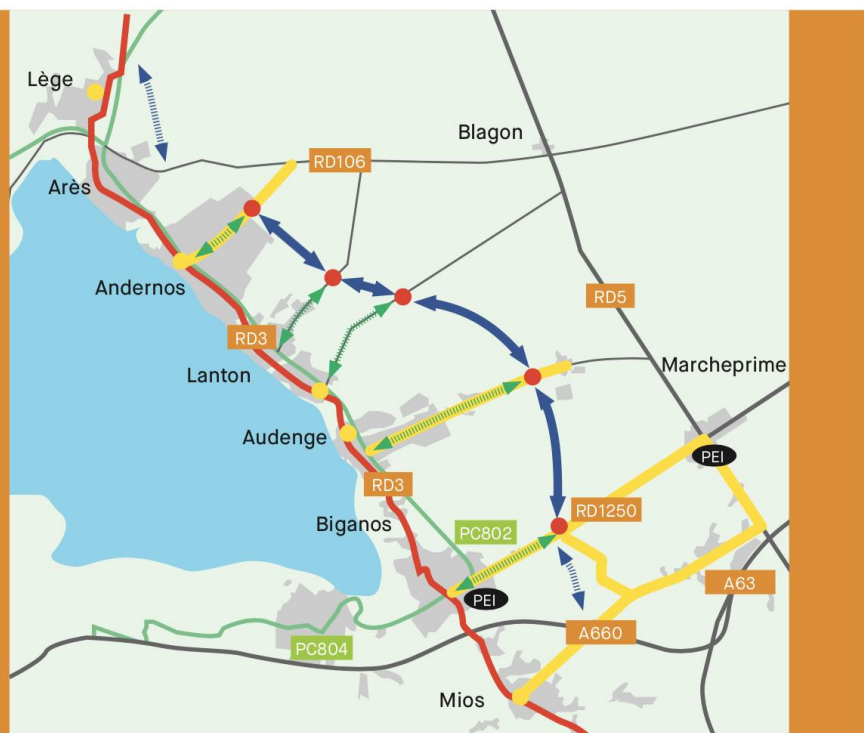 Lège
Blagon
RD106
Arès
Andernos
RD5
RD3
Marcheprime
Lanton
Audenge
PEI
RD3
RD1250
Biganos
PC802
A63
PEI
A660
PC804
Mios